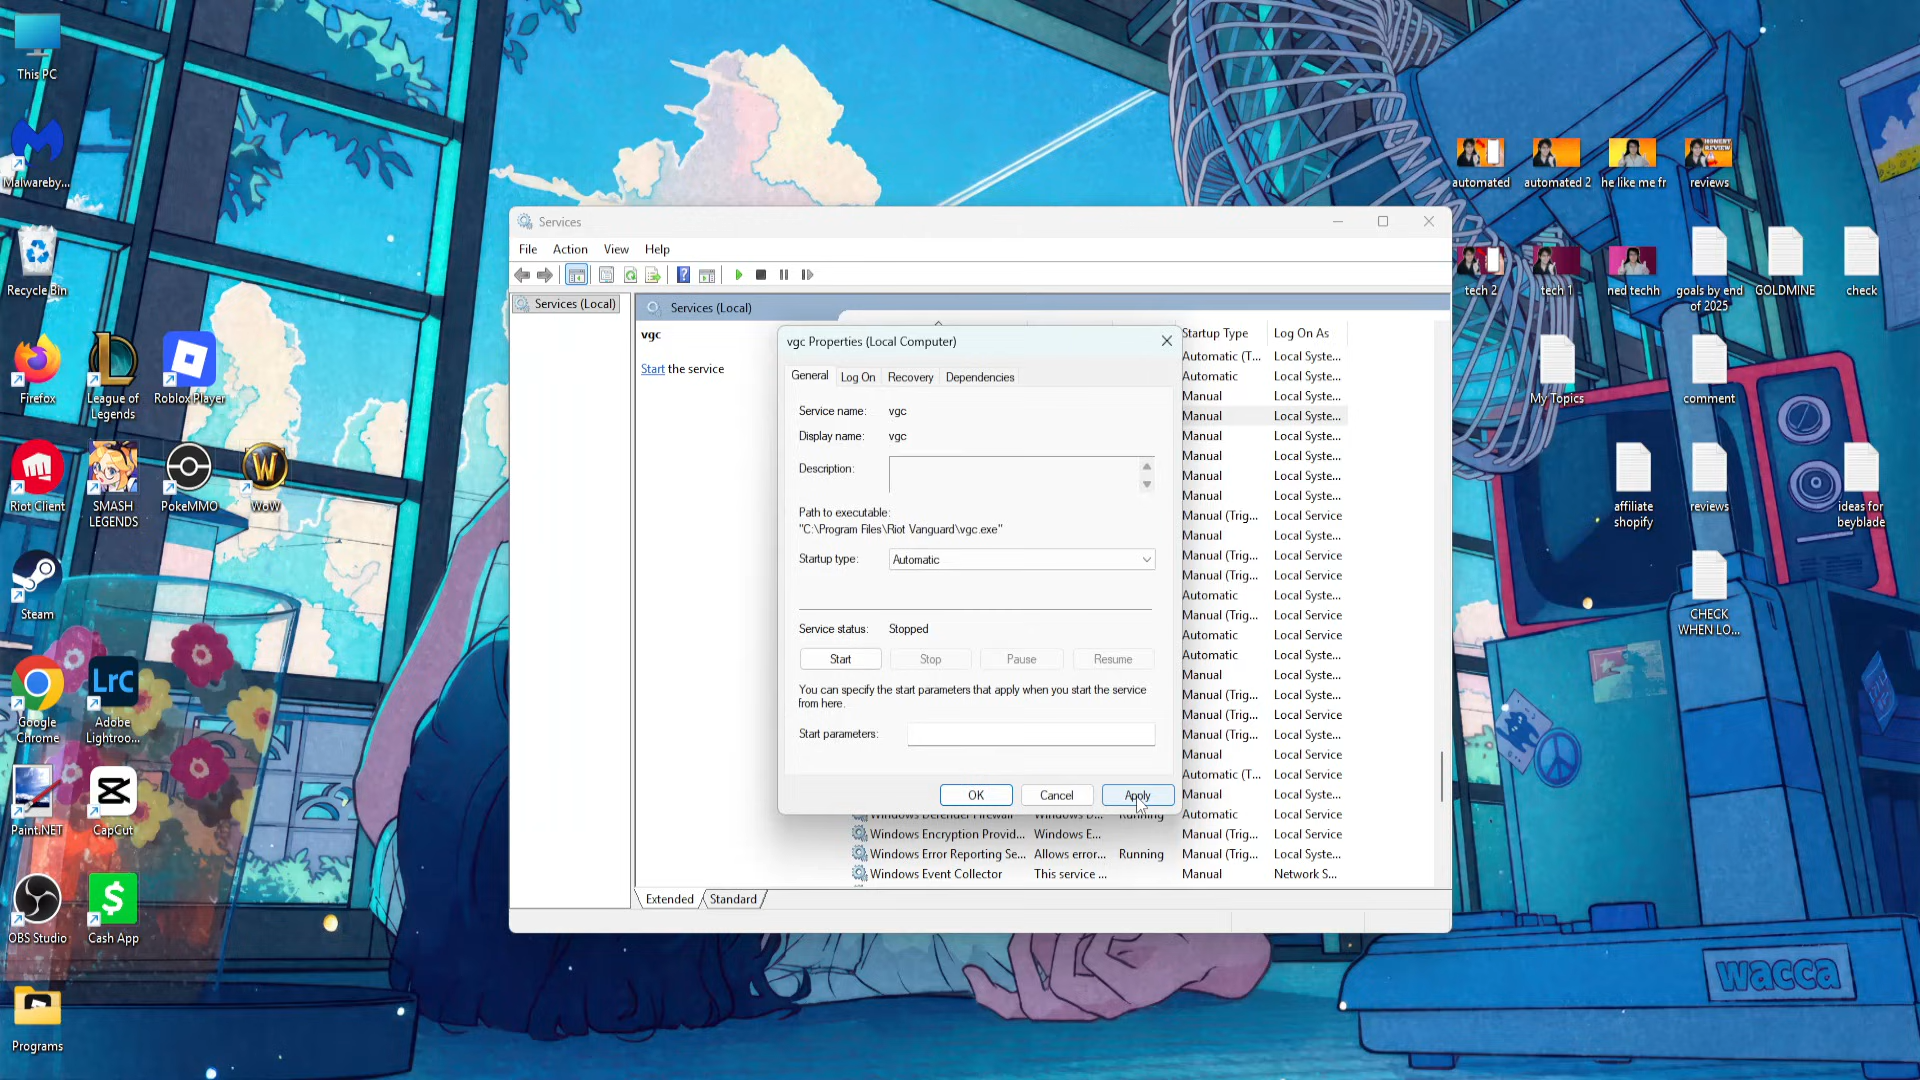 This PC
Malwareby...
Recycle Bin
Firefox
League of
Legends
Roblox Player
Riot Client
SMASH
LEGENDS
PokeMMO
WoW
Steam
Google
Chrome
Adobe
Lightroo...
LrC
Paint.NET
CapCut
OBS Studio
Cash App
Programs
Services
File
Action
View
Help
Services (Local)
Services (Local)
vgc
Start the service
Startup Type
Log On As
Automatic (T... Local Syste...
Automatic Local Syste...
Manual Local Syste...
Manual Local Syste...
Manual Local Syste...
Manual Local Syste...
Manual Local Syste...
Manual Local Syste...
Manual (Trig... Local Service
Manual Local Syste...
Manual (Trig... Local Service
Manual (Trig... Local Service
Automatic Local Syste...
Manual (Trig... Local Service
Automatic Local Syste...
Automatic Local Syste...
Manual Local Syste...
Manual (Trig... Local Syste...
Manual (Trig... Local Service
Manual (Trig... Local Syste...
Manual Local Service
Automatic (T... Local Service
Manual Local Syste...
Windows Defender Firewall Windows D... Running Automatic Local Service
Windows Encryption Provid... Windows E... Manual (Trig... Local Service
Windows Error Reporting Se... Allows error... Running Manual (Trig... Local Syste...
Windows Event Collector This service ... Manual Network S...
Extended
Standard
vgc Properties (Local Computer)
General
Log On
Recovery
Dependencies
Service name: vgc
Display name: vgc
Description:
Path to executable:
"C:\Program Files\Riot Vanguard\vgc.exe"
Startup type: Automatic
Service status: Stopped
Start
Stop
Pause
Resume
You can specify the start parameters that apply when you start the service
from here.
Start parameters:
OK
Cancel
Apply
automated
automated 2
he like me fr
HONEST
REVIEW
reviews
tech 2
tech 1
ned techh
goals by end
of 2025
GOLDMINE
check
My Topics
comment
affiliate
shopify
reviews
ideas for
beyblade
CHECK
WHEN LO...
wacca